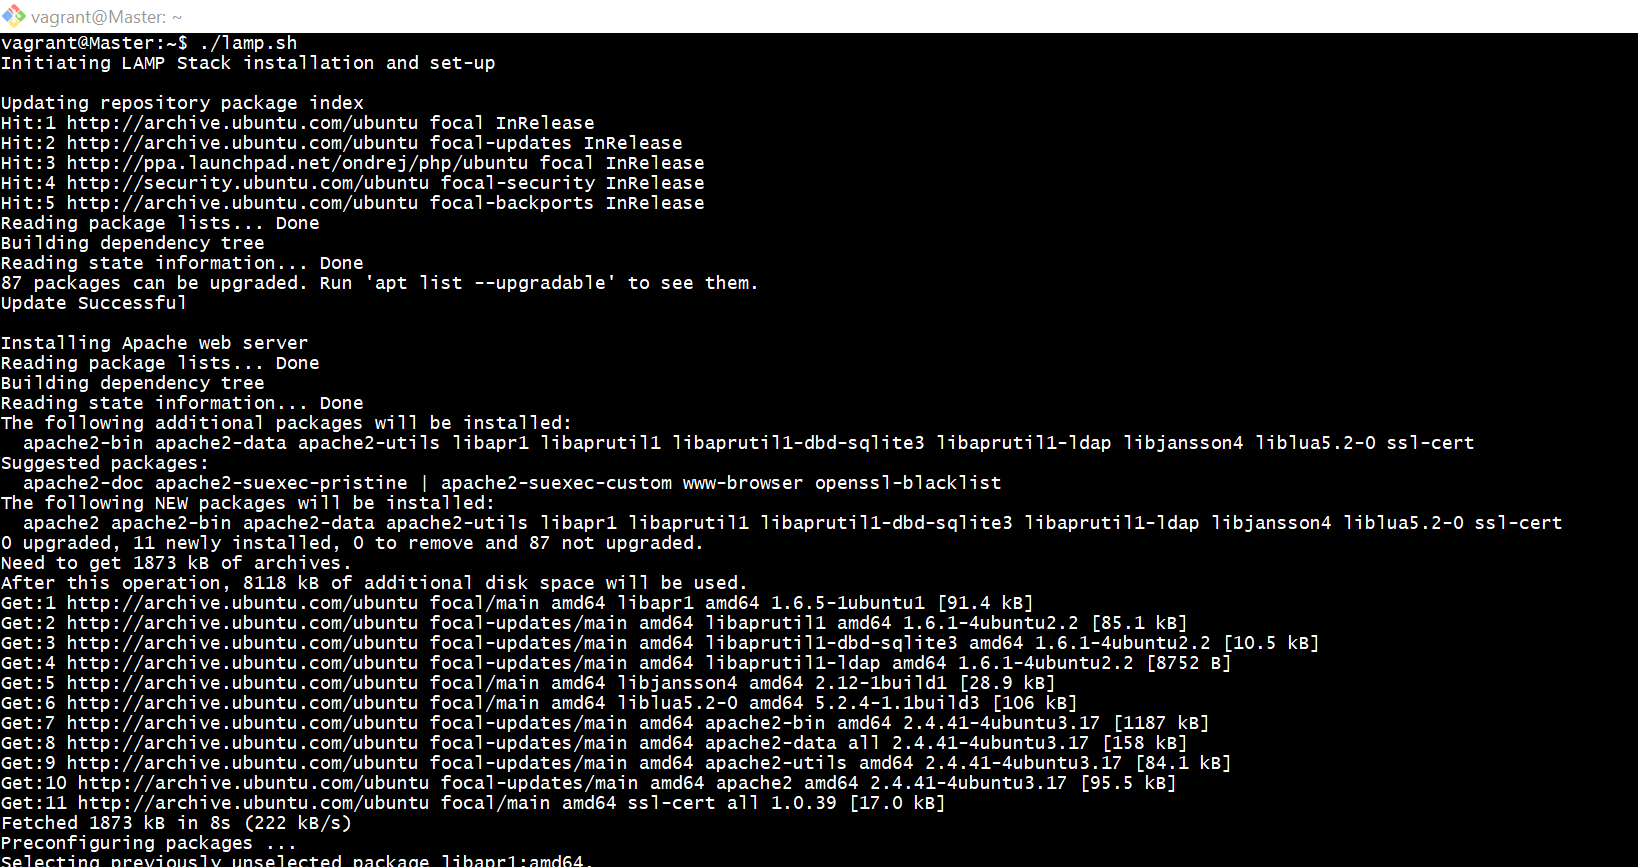 vagrant@Master: ~
vagrant@Master:~$ ./lamp.sh
Initiating LAMP Stack installation and set-up
Updating repository package index
Hit:1 http://archive.ubuntu.com/ubuntu focal InRelease
Hit:2 http://archive.ubuntu.com/ubuntu focal-updates InRelease
Hit:3 http://ppa.launchpad.net/ondrej/php/ubuntu focal InRelease
Hit:4 http://security.ubuntu.com/ubuntu focal-security InRelease
Hit:5 http://archive.ubuntu.com/ubuntu focal-backports InRelease
Reading package lists... Done
Building dependency tree
Reading state information... Done
87 packages can be upgraded. Run 'apt list --upgradable' to see them.
Update Successful
Installing Apache web server
Reading package lists... Done
Building dependency tree
Reading state information... Done
The following additional packages will be installed:
  apache2-bin apache2-data apache2-utils libapr1 libaprutil1 libaprutil1-dbd-sqlite3 libaprutil1-ldap libjansson4 liblua5.2-0 ssl-cert
Suggested packages:
  apache2-doc apache2-suexec-pristine | apache2-suexec-custom www-browser openssl-blacklist
The following NEW packages will be installed:
  apache2 apache2-bin apache2-data apache2-utils libapr1 libaprutil1 libaprutil1-dbd-sqlite3 libaprutil1-ldap libjansson4 liblua5.2-0 ssl-cert
0 upgraded, 11 newly installed, 0 to remove and 87 not upgraded.
Need to get 1873 kB of archives.
After this operation, 8118 kB of additional disk space will be used.
Get:1 http://archive.ubuntu.com/ubuntu focal/main amd64 libapr1 amd64 1.6.5-1ubuntu1 [91.4 kB]
Get:2 http://archive.ubuntu.com/ubuntu focal-updates/main amd64 libaprutil1 amd64 1.6.1-4ubuntu2.2 [85.1 kB]
Get:3 http://archive.ubuntu.com/ubuntu focal-updates/main amd64 libaprutil1-dbd-sqlite3 amd64 1.6.1-4ubuntu2.2 [10.5 kB]
Get:4 http://archive.ubuntu.com/ubuntu focal-updates/main amd64 libaprutil1-ldap amd64 1.6.1-4ubuntu2.2 [8752 B]
Get:5 http://archive.ubuntu.com/ubuntu focal/main amd64 libjansson4 amd64 2.12-1build1 [28.9 kB]
Get:6 http://archive.ubuntu.com/ubuntu focal/main amd64 liblua5.2-0 amd64 5.2.4-1.1build3 [106 kB]
Get:7 http://archive.ubuntu.com/ubuntu focal-updates/main amd64 apache2-bin amd64 2.4.41-4ubuntu3.17 [1187 kB]
Get:8 http://archive.ubuntu.com/ubuntu focal-updates/main amd64 apache2-data all 2.4.41-4ubuntu3.17 [158 kB]
Get:9 http://archive.ubuntu.com/ubuntu focal-updates/main amd64 apache2-utils amd64 2.4.41-4ubuntu3.17 [84.1 kB]
Get:10 http://archive.ubuntu.com/ubuntu focal-updates/main amd64 apache2 amd64 2.4.41-4ubuntu3.17 [95.5 kB]
Get:11 http://archive.ubuntu.com/ubuntu focal/main amd64 ssl-cert all 1.0.39 [17.0 kB]
Fetched 1873 kB in 8s (222 kB/s)
Preconfiguring packages ...
Selecting previously unselected package libapr1:amd64.